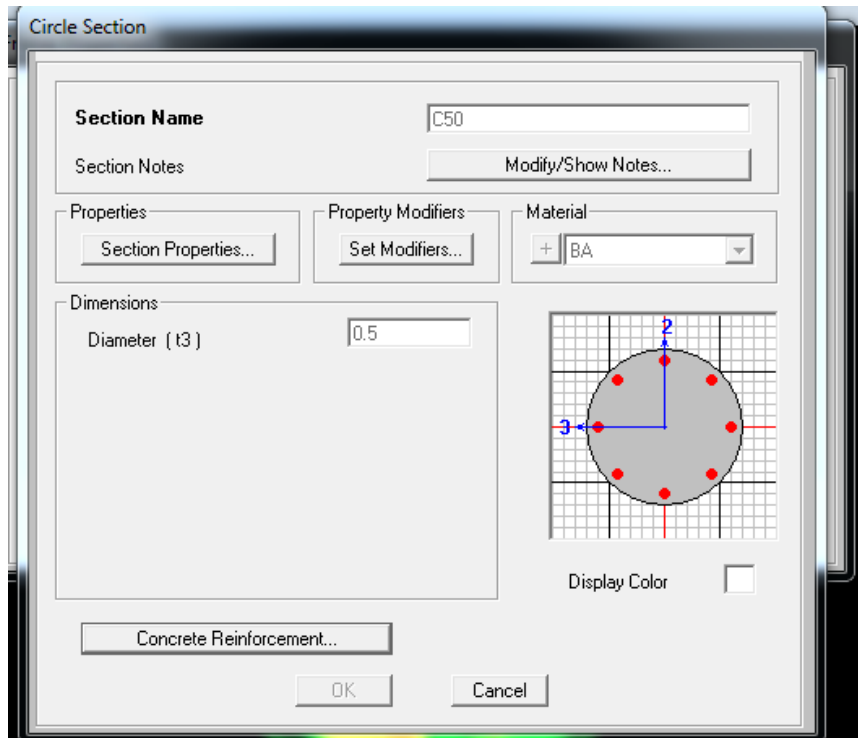 Circle Section
Section Name C50
Section Notes Modify/Show Notes...
Properties Property Modifiers Material
Section Properties... Set Modifiers... + BA
Dimensions
Diameter ( t3 ) 0.5
2
3
Display Color
Concrete Reinforcement...
OK Cancel